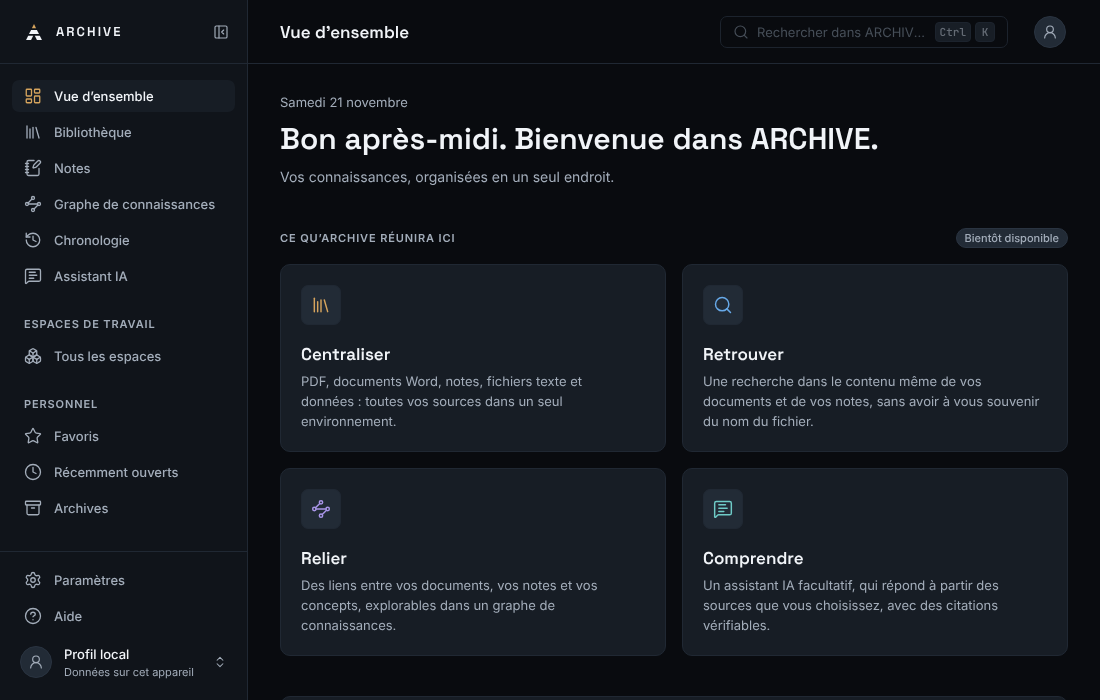 ARCHIVE
Vue d’ensemble
Bibliothèque
Notes
Graphe de connaissances
Chronologie
Assistant IA
ESPACES DE TRAVAIL
Tous les espaces
PERSONNEL
Favoris
Récemment ouverts
Archives
Paramètres
Aide
Profil local
Données sur cet appareil
Vue d’ensemble
Rechercher dans ARCHIV… Ctrl K
Samedi 21 novembre
Bon après-midi. Bienvenue dans ARCHIVE.
Vos connaissances, organisées en un seul endroit.
CE QU’ARCHIVE RÉUNIRA ICI
Bientôt disponible
Centraliser
PDF, documents Word, notes, fichiers texte et
données : toutes vos sources dans un seul
environnement.
Retrouver
Une recherche dans le contenu même de vos
documents et de vos notes, sans avoir à vous souvenir
du nom du fichier.
Relier
Des liens entre vos documents, vos notes et vos
concepts, explorables dans un graphe de
connaissances.
Comprendre
Un assistant IA facultatif, qui répond à partir des
sources que vous choisissez, avec des citations
vérifiables.